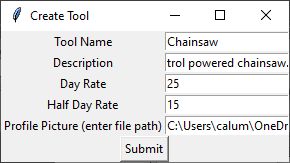 Create Tool
Tool Name Chainsaw
Description trol powered chainsaw.
Day Rate 25
Half Day Rate 15
Profile Picture (enter file path) C:\Users\calum\OneDr
Submit